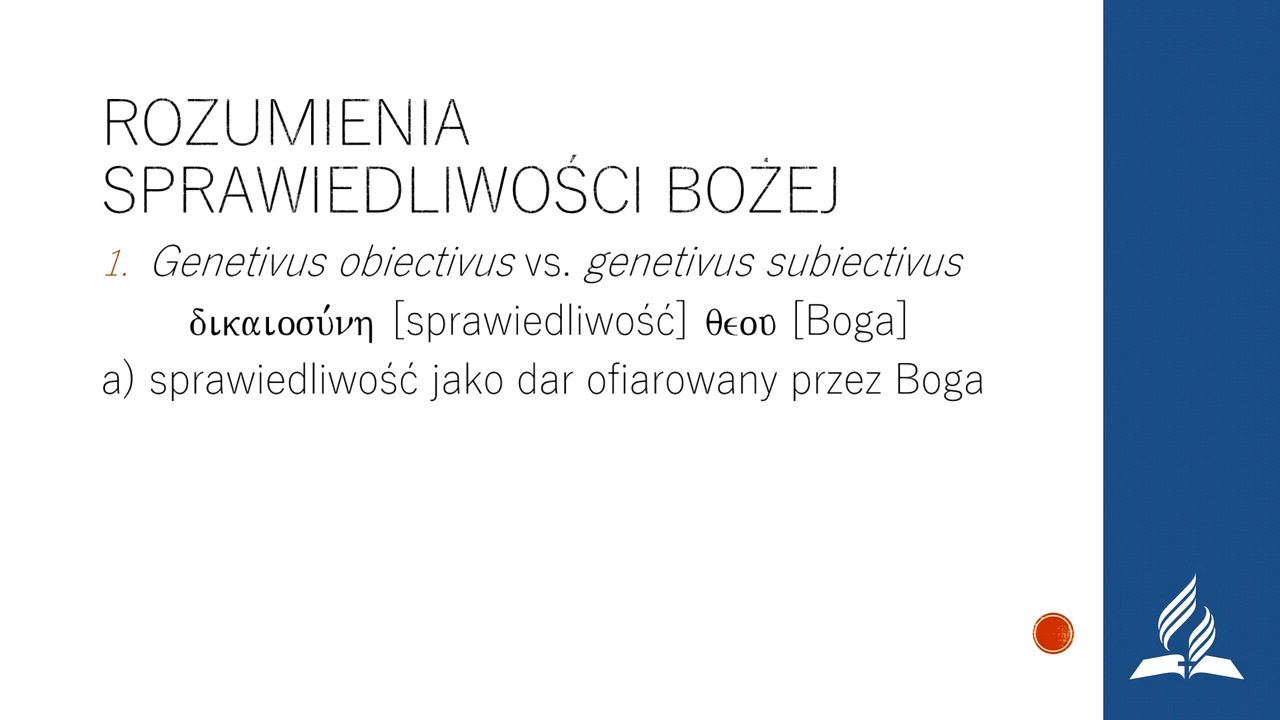 ROZUMIENIA
SPRAWIEDLIWOŚCI BOŻEJ
1. Genetivus obiectivus vs. genetivus subiectivus
δικαιοσύνη [sprawiedliwość] θεου [Boga]
a) sprawiedliwość jako dar ofiarowany przez Boga